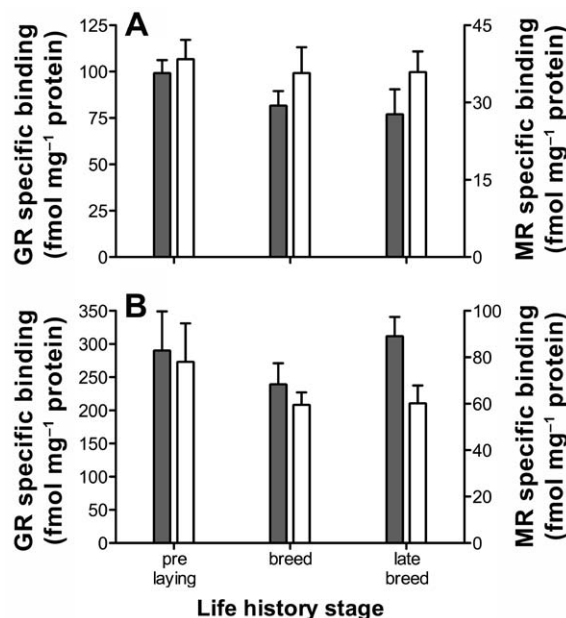 A
GR specific binding
(fmol mg⁻¹ protein)
125
100
75
50
25
0
45
30
15
0
MR specific binding
(fmol mg⁻¹ protein)
B
GR specific binding
(fmol mg⁻¹ protein)
350
300
250
200
150
100
50
0
100
80
60
40
20
0
MR specific binding
(fmol mg⁻¹ protein)
pre
laying
breed
late
breed
Life history stage